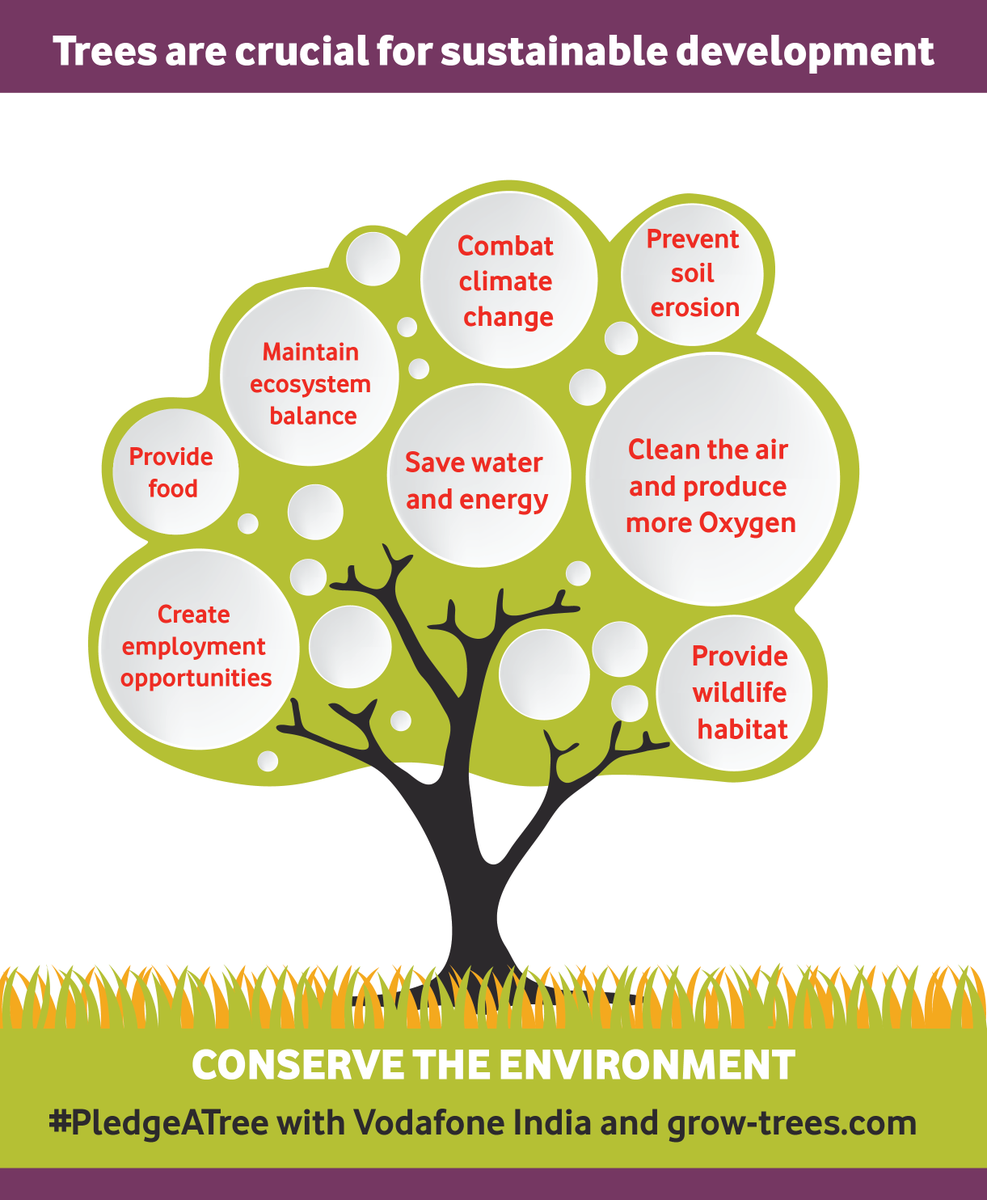 Trees are crucial for sustainable development
Combat
climate
change
Prevent
soil
erosion
Maintain
ecosystem
balance
Provide
food
Save water
and energy
Clean the air
and produce
more Oxygen
Create
employment
opportunities
Provide
wildlife
habitat
CONSERVE THE ENVIRONMENT
#PledgeATree with Vodafone India and grow-trees.com